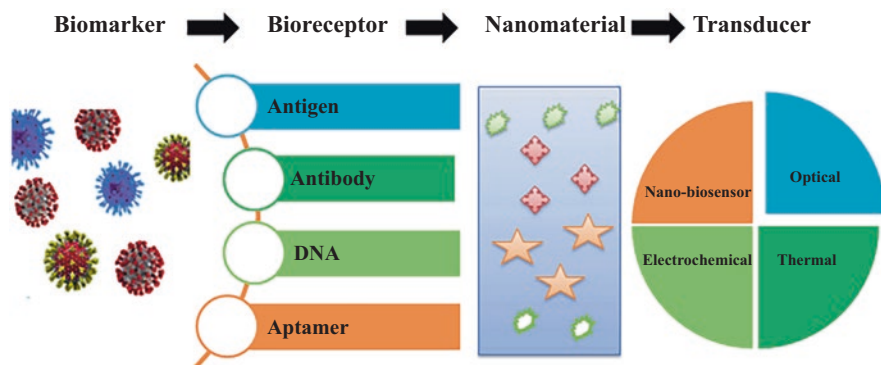 Biomarker
Bioreceptor
Nanomaterial
Transducer
Antigen
Antibody
DNA
Aptamer
Nano-biosensor
Optical
Electrochemical
Thermal